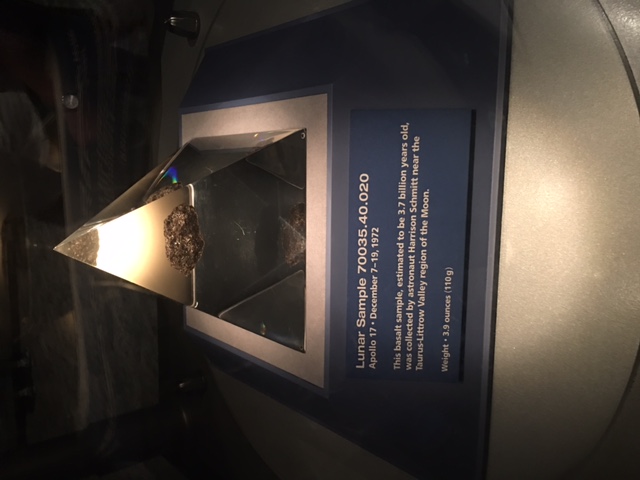 Lunar Sample 70035.40.020
Apollo 17 • December 7–19, 1972
This basalt sample, estimated to be 3.7 billion years old,
was collected by astronaut Harrison Schmitt near the
Taurus-Littrow Valley region of the Moon.
Weight • 3.9 ounces (110 g)